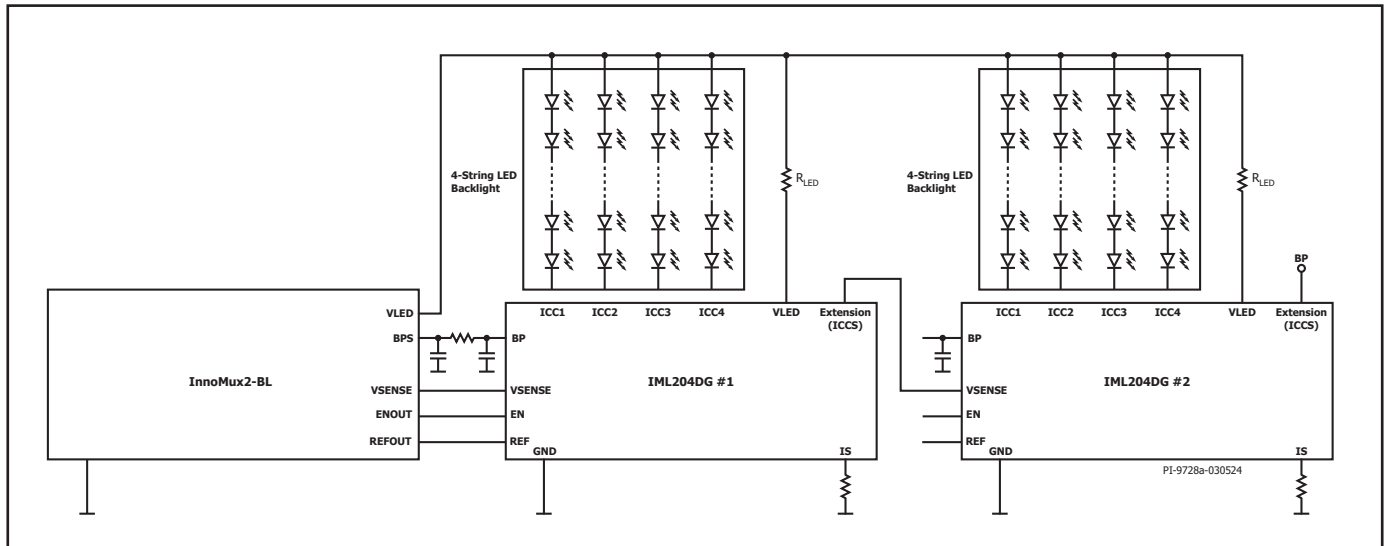 4-String LED
Backlight
R_LED
4-String LED
Backlight
R_LED
BP
InnoMux2-BL
VLED
BPS
VSENSE
ENOUT
REFOUT
ICC1 ICC2 ICC3 ICC4 VLED Extension
(ICCS)
BP
VSENSE
EN
REF
GND
IS
IML204DG #1
ICC1 ICC2 ICC3 ICC4 VLED Extension
(ICCS)
BP
VSENSE
EN
REF
GND
IS
IML204DG #2
PI-9728a-030524